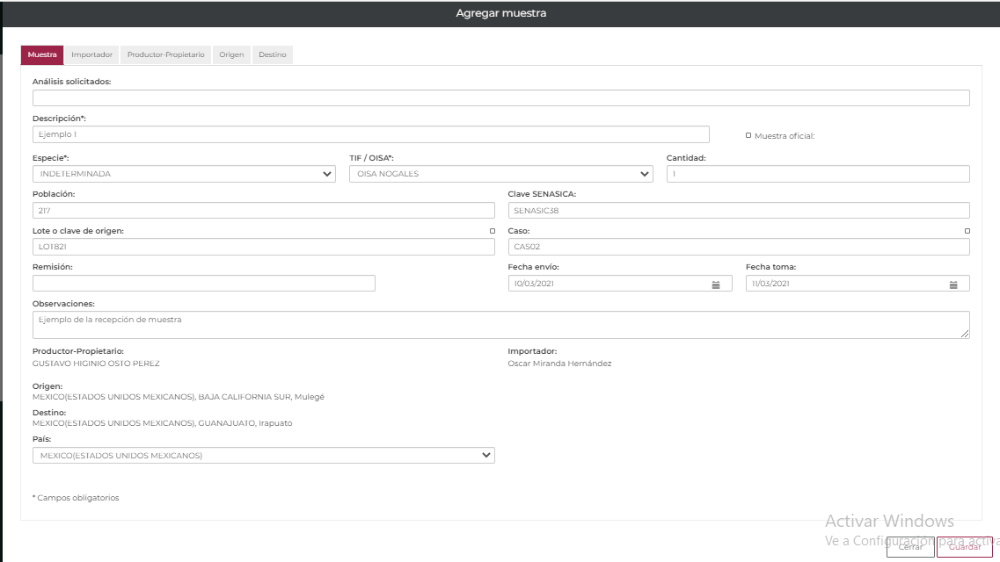 Agregar muestra
Muestra Importador Productor-Propietario Origen Destino
Análisis solicitados:
Descripción*:
Ejemplo 1
Muestra oficial:
Especie*: TIF / OISA*: Cantidad:
INDETERMINADA OISA NOGALES 1
Población: Clave SENASICA:
217 SENASIC38
Lote o clave de origen: Caso:
LOT821 CAS02
Remisión: Fecha envío: Fecha toma:
10/03/2021 11/03/2021
Observaciones:
Ejemplo de la recepción de muestra
Productor-Propietario: Importador:
GUSTAVO HIGINIO OSTO PEREZ Oscar Miranda Hernández
Origen:
MEXICO(ESTADOS UNIDOS MEXICANOS), BAJA CALIFORNIA SUR, Mulegé
Destino:
MEXICO(ESTADOS UNIDOS MEXICANOS), GUANAJUATO, Irapuato
País:
MEXICO(ESTADOS UNIDOS MEXICANOS)
* Campos obligatorios
Activar Windows
Ve a Configuración para activa
Cerrar Guardar